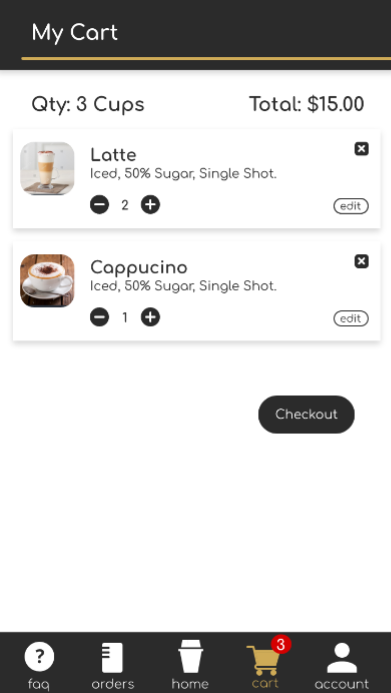 My Cart
Qty: 3 Cups Total: $15.00
Latte
Iced, 50% Sugar, Single Shot.
2 edit
Cappucino
Iced, 50% Sugar, Single Shot.
1 edit
Checkout
3
faq orders home cart account